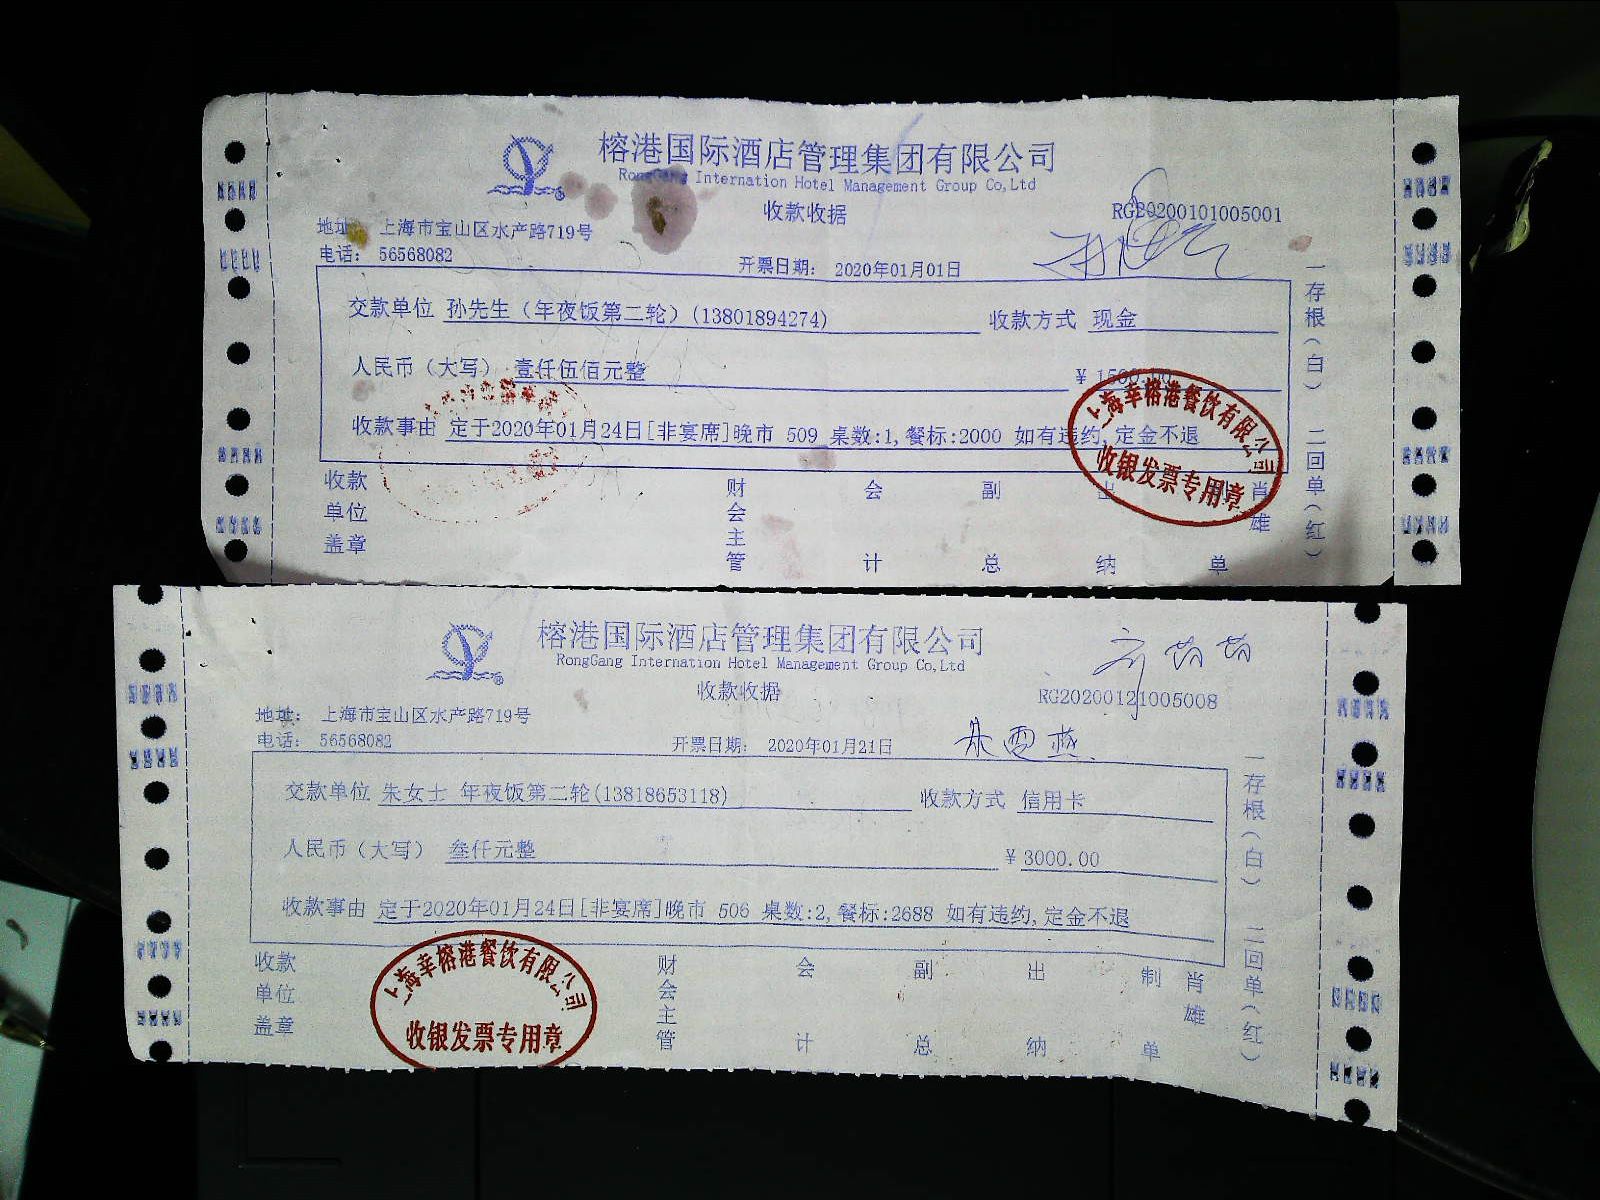 榕港国际酒店管理集团有限公司
RongGang Internation Hotel Management Group Co,Ltd
收款收据
RG20200101005001
地址： 上海市宝山区水产路719号
电话： 56568082
开票日期： 2020年01月01日
交款单位 孙先生（年夜饭第二轮）(13801894274) 收款方式 现金
人民币（大写） 壹仟伍佰元整 ¥ 1500.00
收款事由 定于2020年01月24日[非宴席]晚市 509 桌数:1,餐标:2000 如有违约,定金不退
收款单位盖章 财会主管 会计 副总 出纳 制单 肖雄
一存根（白） 二回单（红）
上海幸榕港餐饮有限公司
收银发票专用章
榕港国际酒店管理集团有限公司
RongGang Internation Hotel Management Group Co,Ltd
收款收据
RG20200121005008
地址： 上海市宝山区水产路719号
电话： 56568082
开票日期： 2020年01月21日
交款单位 朱女士 年夜饭第二轮(13818653118) 收款方式 信用卡
人民币（大写） 叁仟元整 ¥ 3000.00
收款事由 定于2020年01月24日[非宴席]晚市 506 桌数:2,餐标:2688 如有违约,定金不退
收款单位盖章 财会主管 会计 副总 出纳 制单 肖雄
一存根（白） 二回单（红）
上海幸榕港餐饮有限公司
收银发票专用章